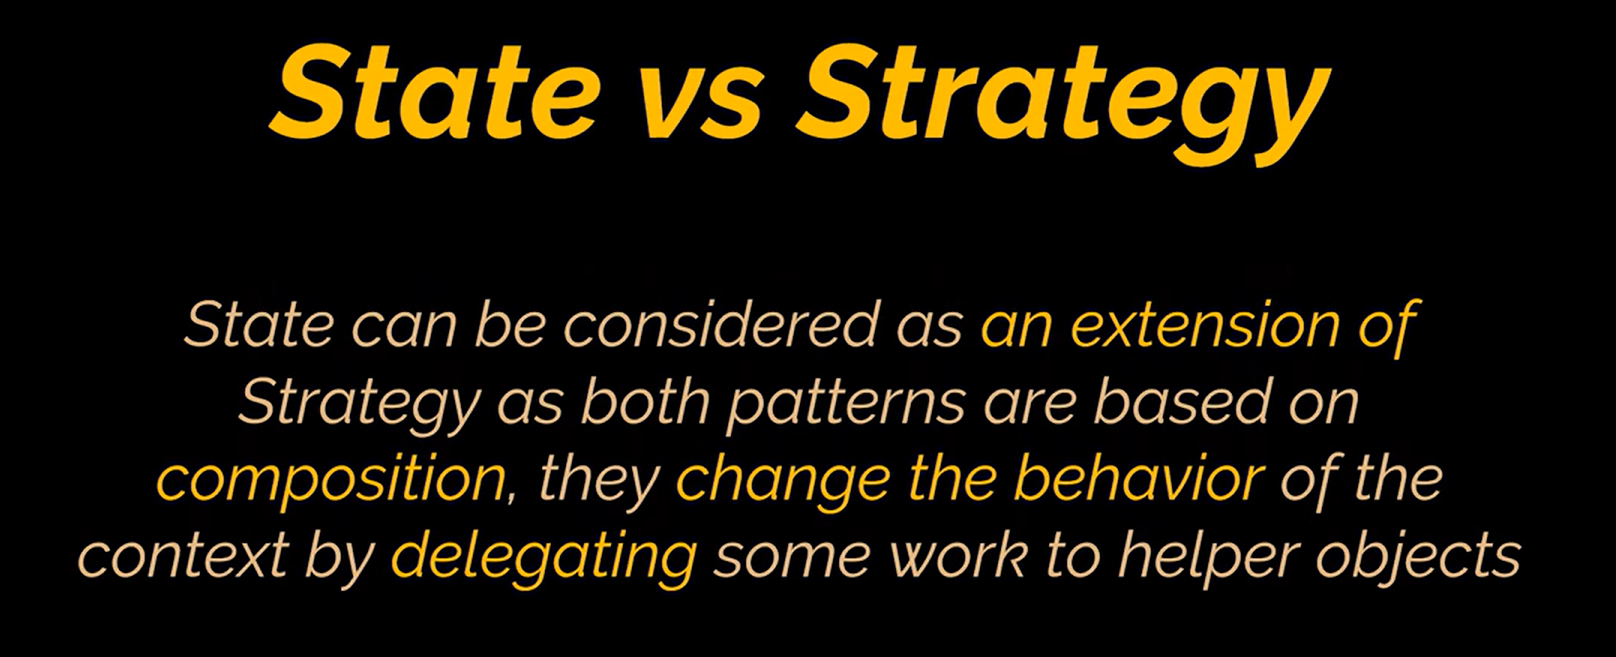 State vs Strategy
State can be considered as an extension of
Strategy as both patterns are based on
composition, they change the behavior of the
context by delegating some work to helper objects